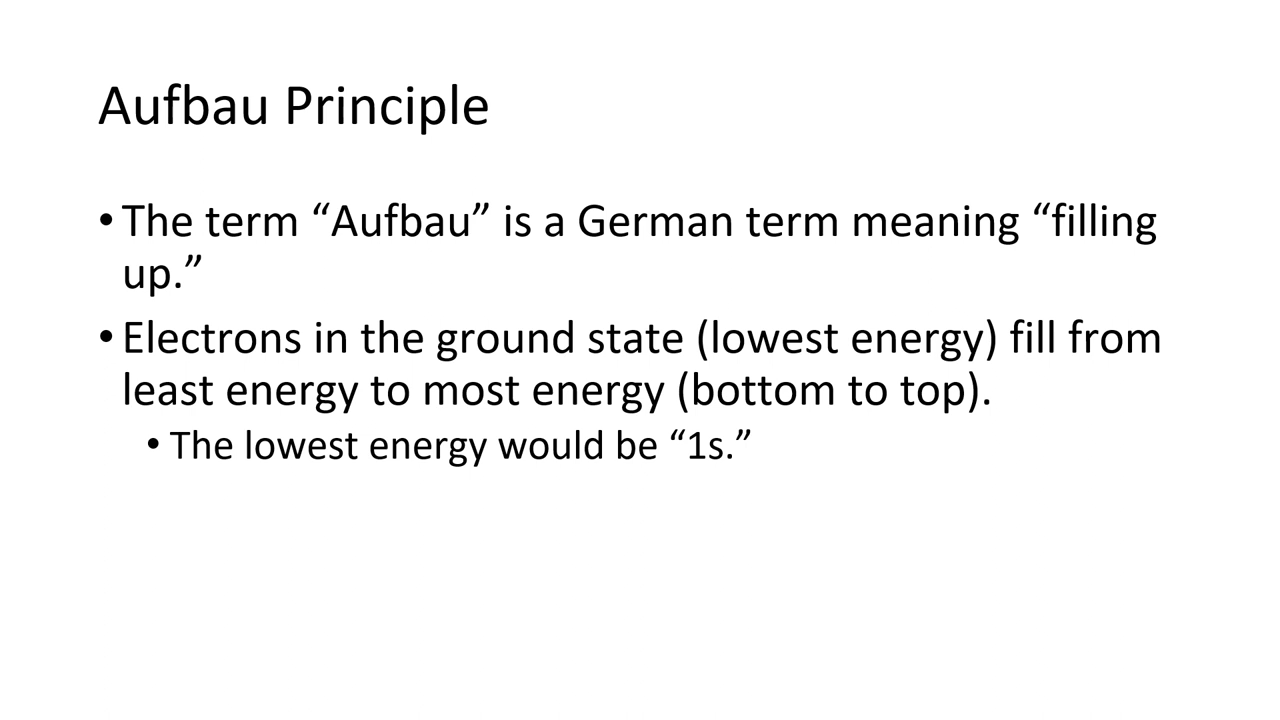 Aufbau Principle
• The term “Aufbau” is a German term meaning “filling
up.”
• Electrons in the ground state (lowest energy) fill from
least energy to most energy (bottom to top).
• The lowest energy would be “1s.”